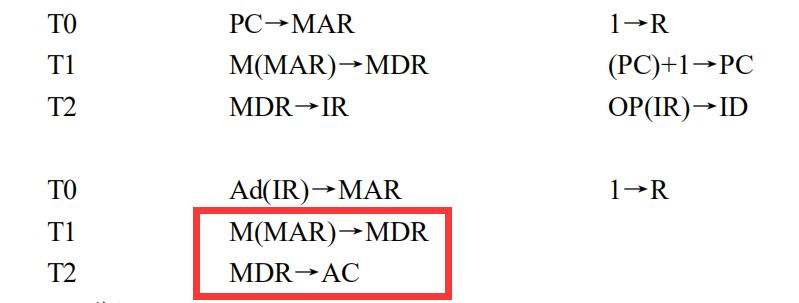 T0 PC→MAR 1→R
T1 M(MAR)→MDR (PC)+1→PC
T2 MDR→IR OP(IR)→ID
T0 Ad(IR)→MAR 1→R
T1 M(MAR)→MDR
T2 MDR→AC